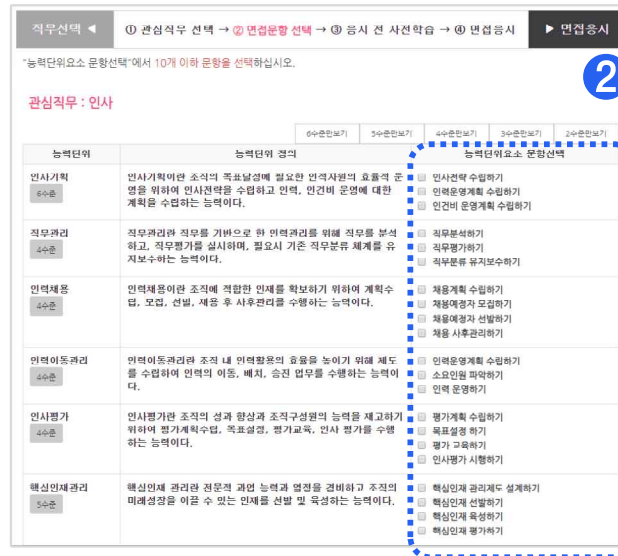 직무선택 ◀ ① 관심직무 선택 → ② 면접문항 선택 → ③ 응시 전 사전학습 → ④ 면접응시 ▶ 면접응시
"능력단위요소 문항선택"에서 10개 이하 문항을 선택하십시오.
2
관심직무 : 인사
6수준만보기 5수준만보기 4수준만보기 3수준만보기 2수준만보기
능력단위 능력단위 정의 능력단위요소 문항선택
인사기획
6수준
인사기획이란 조직의 목표달성에 필요한 인적자원의 효율적 운
영을 위하여 인사전략을 수립하고 인력, 인건비 운영에 대한
계획을 수립하는 능력이다.
인사전략 수립하기
인력운영계획 수립하기
인건비 운영계획 수립하기
직무관리
4수준
직무관리란 직무를 기반으로 한 인력관리를 위해 직무를 분석
하고, 직무평가를 실시하며, 필요시 기존 직무분류 체계를 유
지보수하는 능력이다.
직무분석하기
직무평가하기
직무분류 유지보수하기
인력채용
4수준
인력채용이란 조직에 적합한 인재를 확보하기 위하여 계획수
립, 모집, 선발, 채용 후 사후관리를 수행하는 능력이다.
채용계획 수립하기
채용예정자 모집하기
채용예정자 선발하기
채용 사후관리하기
인력이동관리
4수준
인력이동관리란 조직 내 인력활용의 효율을 높이기 위해 제도
를 수립하여 인력의 이동, 배치, 승진 업무를 수행하는 능력이
다.
인력운영계획 수립하기
소요인원 파악하기
인력 운영하기
인사평가
4수준
인사평가란 조직의 성과 향상과 조직구성원의 능력을 제고하기
위하여 평가계획수립, 목표설정, 평가교육, 인사 평가를 수행
하는 능력이다.
평가계획 수립하기
목표설정 하기
평가 교육하기
인사평가 시행하기
핵심인재관리
5수준
핵심인재 관리란 전문적 과업 능력과 열정을 겸비하고 조직의
미래성장을 이끌 수 있는 인재를 선발 및 육성하는 능력이다.
핵심인재 관리제도 설계하기
핵심인재 선발하기
핵심인재 육성하기
핵심인재 평가하기